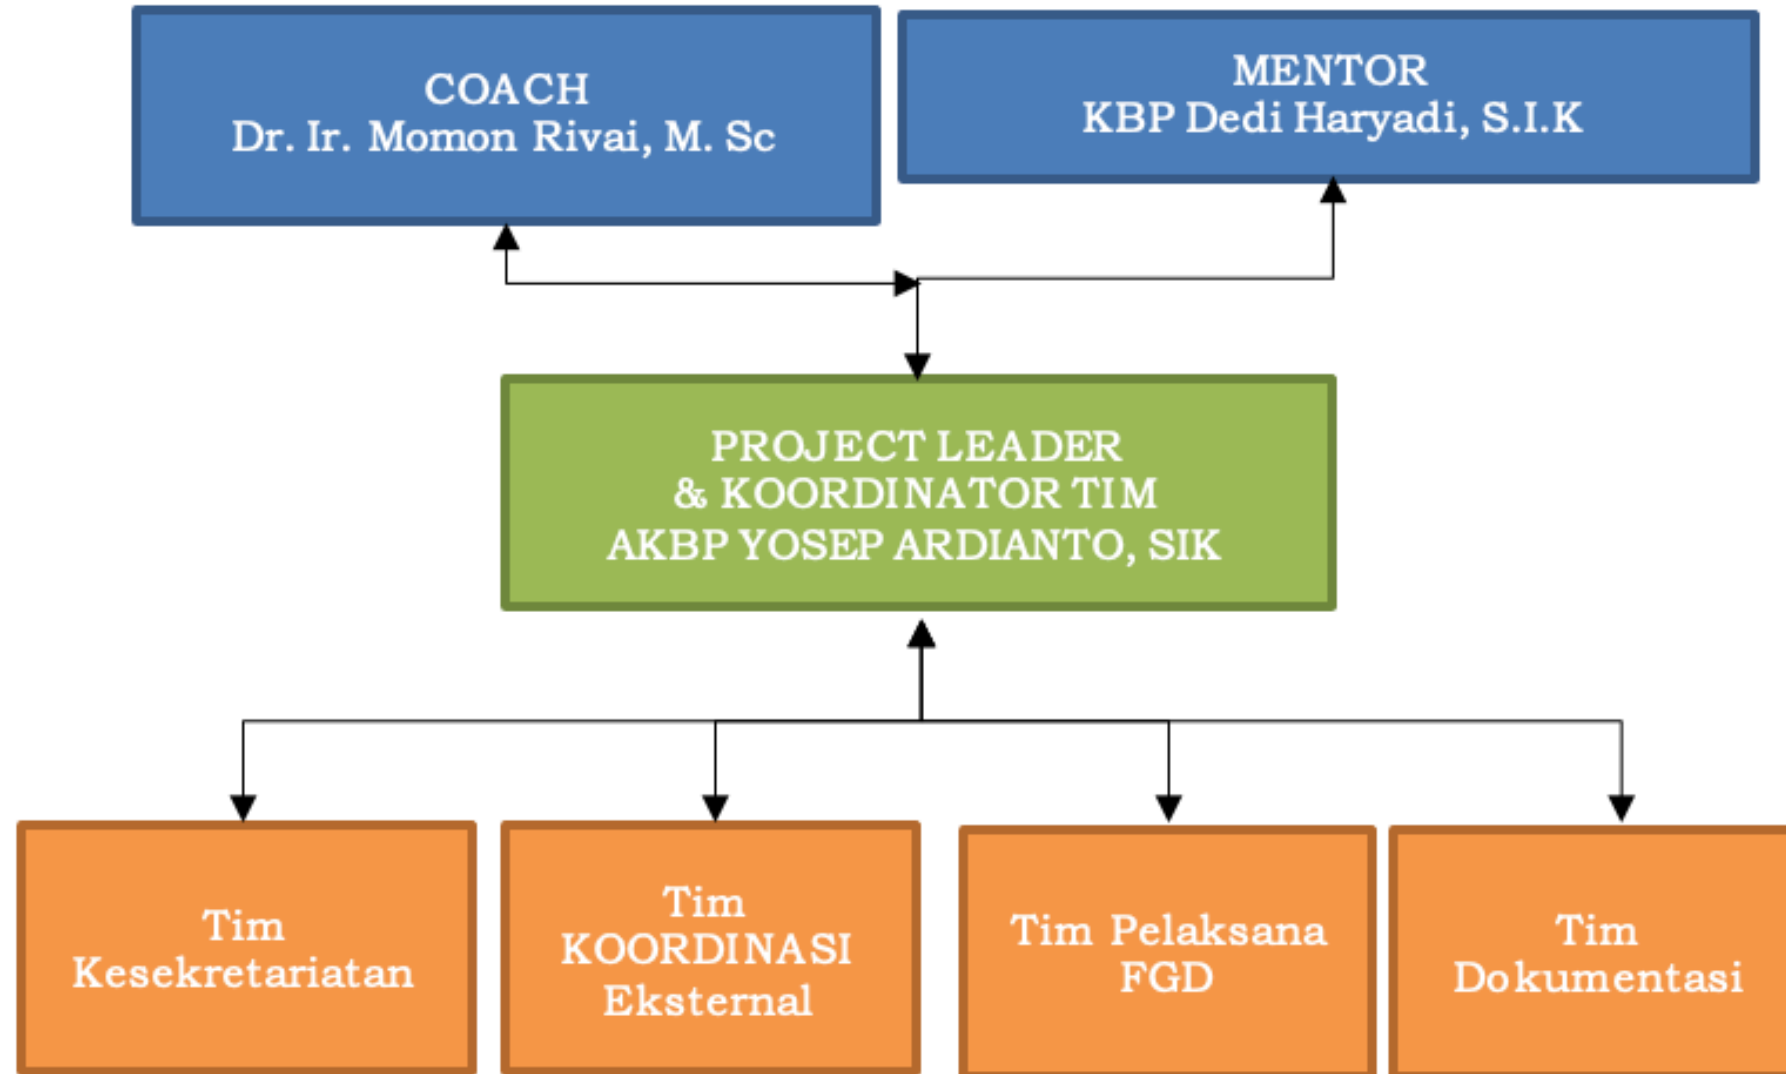 COACH
Dr. Ir. Momon Rivai, M. Sc
MENTOR
KBP Dedi Haryadi, S.I.K
PROJECT LEADER
& KOORDINATOR TIM
AKBP YOSEP ARDIANTO, SIK
Tim
Kesekretariatan
Tim
KOORDINASI
Eksternal
Tim Pelaksana
FGD
Tim
Dokumentasi